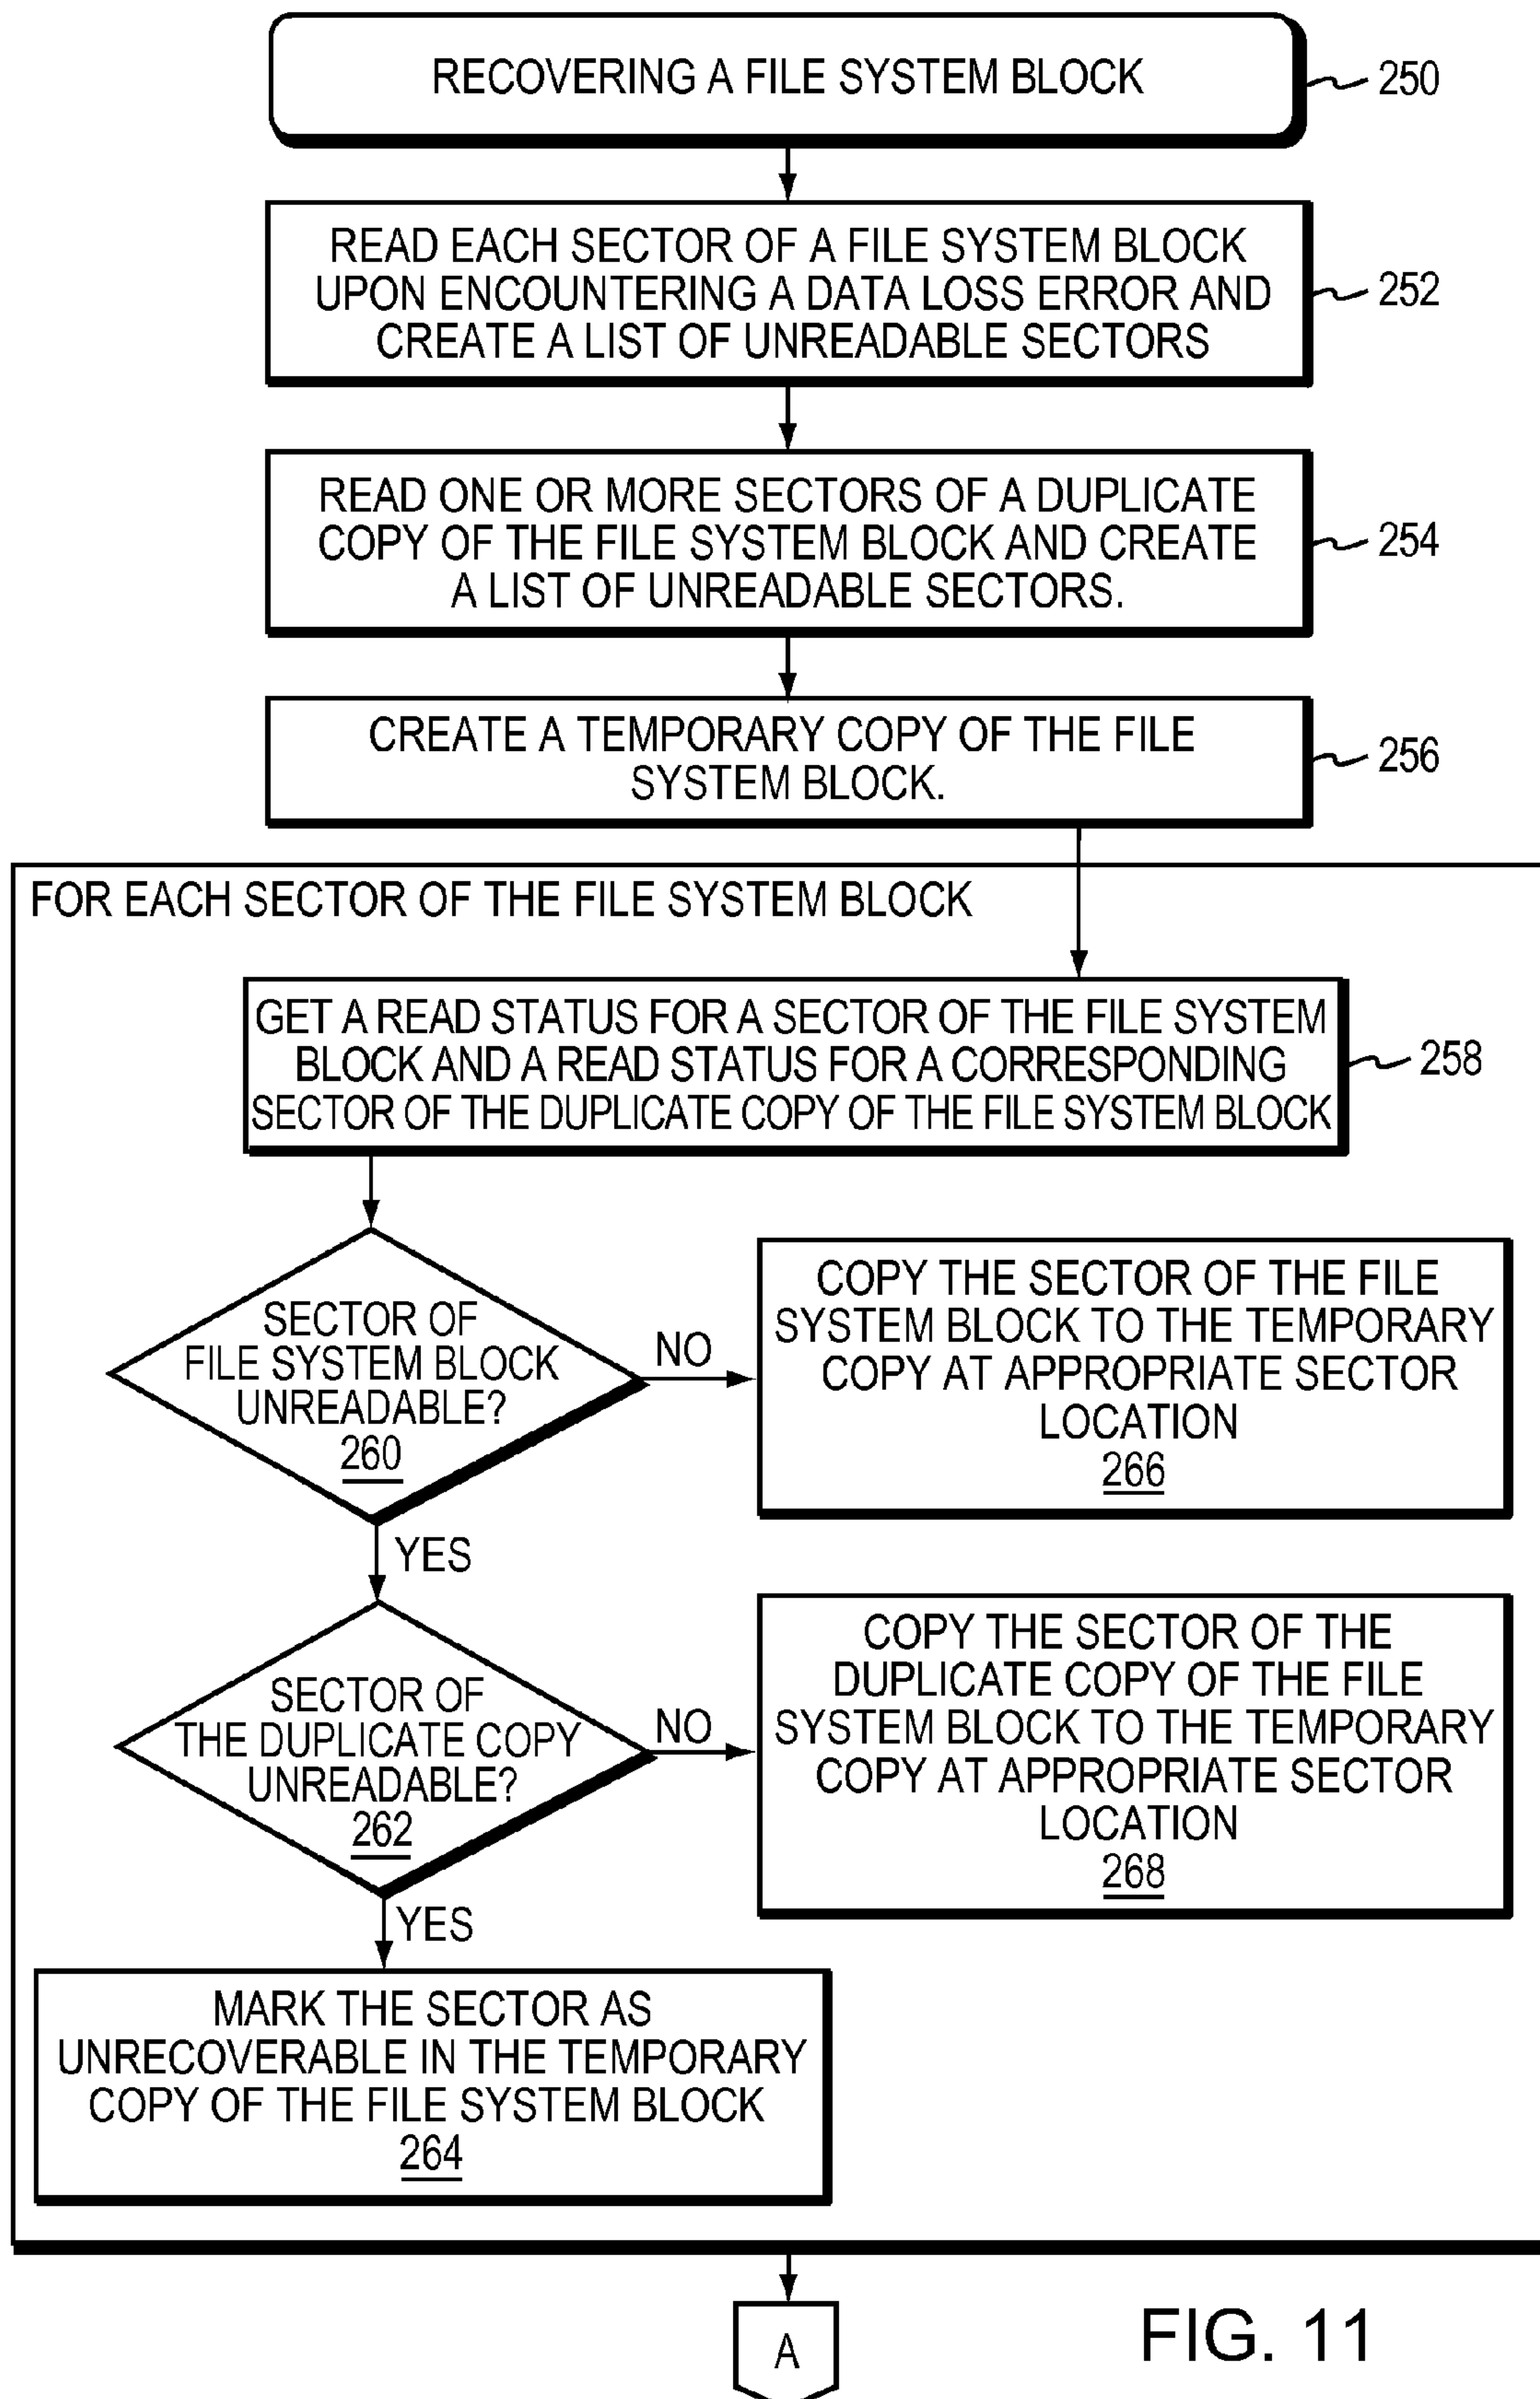 RECOVERING A FILE SYSTEM BLOCK
250
READ EACH SECTOR OF A FILE SYSTEM BLOCK
UPON ENCOUNTERING A DATA LOSS ERROR AND
CREATE A LIST OF UNREADABLE SECTORS
252
READ ONE OR MORE SECTORS OF A DUPLICATE
COPY OF THE FILE SYSTEM BLOCK AND CREATE
A LIST OF UNREADABLE SECTORS.
254
CREATE A TEMPORARY COPY OF THE FILE
SYSTEM BLOCK.
256
FOR EACH SECTOR OF THE FILE SYSTEM BLOCK
GET A READ STATUS FOR A SECTOR OF THE FILE SYSTEM
BLOCK AND A READ STATUS FOR A CORRESPONDING
SECTOR OF THE DUPLICATE COPY OF THE FILE SYSTEM BLOCK
258
SECTOR OF
FILE SYSTEM BLOCK
UNREADABLE?
260
NO
COPY THE SECTOR OF THE FILE
SYSTEM BLOCK TO THE TEMPORARY
COPY AT APPROPRIATE SECTOR
LOCATION
266
YES
SECTOR OF
THE DUPLICATE COPY
UNREADABLE?
262
NO
COPY THE SECTOR OF THE
DUPLICATE COPY OF THE FILE
SYSTEM BLOCK TO THE TEMPORARY
COPY AT APPROPRIATE SECTOR
LOCATION
268
YES
MARK THE SECTOR AS
UNRECOVERABLE IN THE TEMPORARY
COPY OF THE FILE SYSTEM BLOCK
264
A
FIG. 11